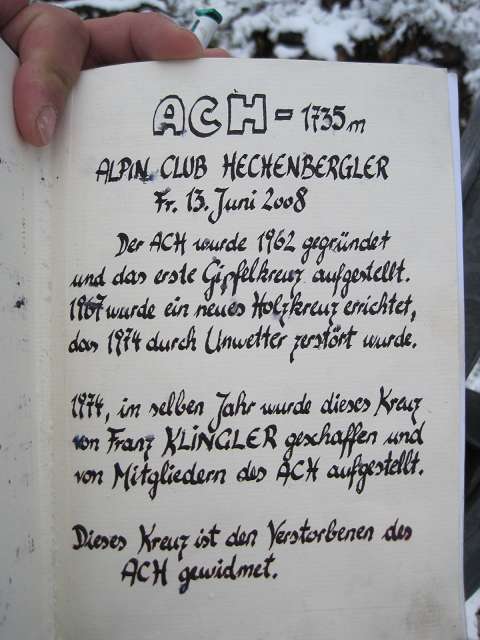 ACH - 1735m
ALPIN CLUB HECHENBERGLER
Fr. 13. Juni 2008
Der ACH wurde 1962 gegründet
und das erste Gipfelkreuz aufgestellt.
1967 wurde ein neues Holzkreuz errichtet,
das 1974 durch Unwetter zerstört wurde.
1974, im selben Jahr wurde dieses Kreuz
von Franz KLINGLER geschaffen und
von Mitgliedern des ACH aufgestellt.
Dieses Kreuz ist den Verstorbenen des
ACH gewidmet.